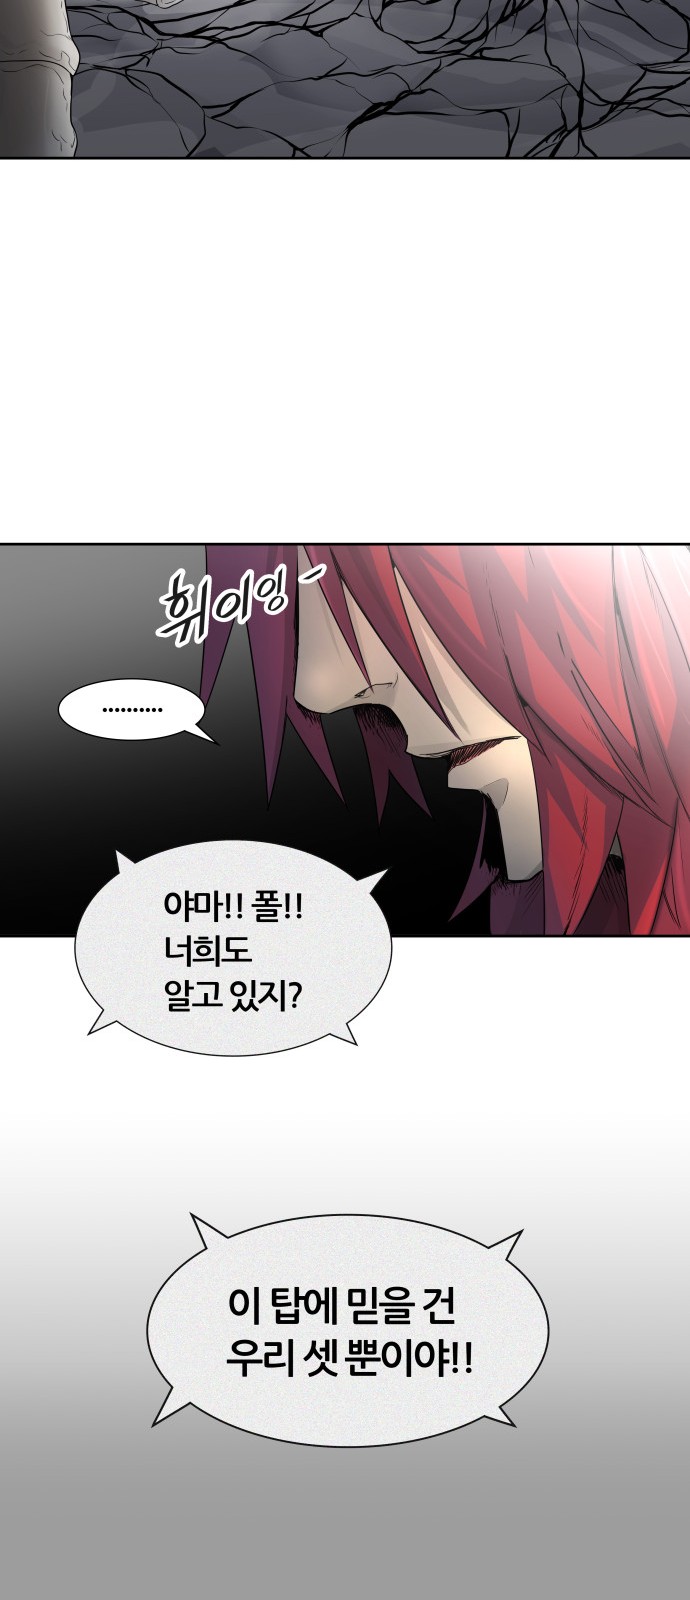 휘이잉-
..........
야마!! 폴!!
너희도
알고 있지?
이 탑에 믿을 건
우리 셋 뿐이야!!